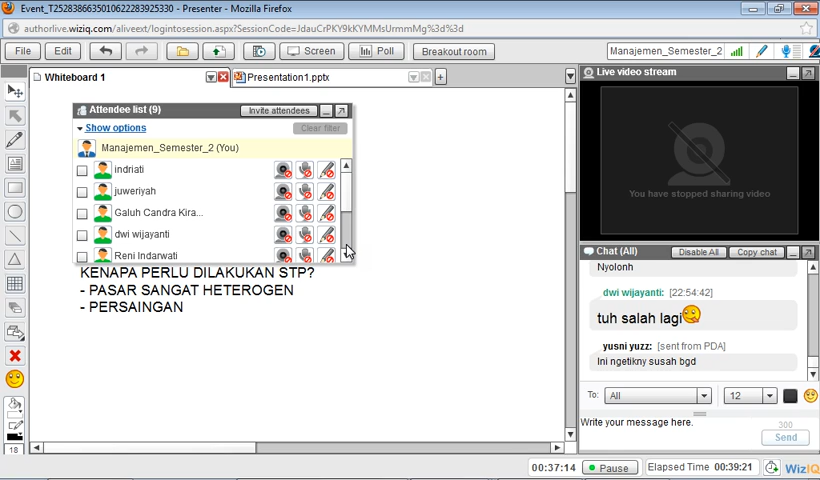 Event_T2528386635010622283925330 - Presenter - Mozilla Firefox
authorlive.wiziq.com/aliveext/logintosession.aspx?SessionCode=JdauCrPKY9kKYMMsUrmmMg%3d%3d
File Edit Screen Poll Breakout room Manajemen_Semester_2
Whiteboard 1 Presentation1.pptx
Attendee list (9) Invite attendees
Show options Clear filter
Manajemen_Semester_2 (You)
indriati
juweriyah
Galuh Candra Kira...
dwi wijayanti
Reni Indarwati
KENAPA PERLU DILAKUKAN STP?
- PASAR SANGAT HETEROGEN
- PERSAINGAN
18
Live video stream
You have stopped sharing video
Chat (All) Disable All Copy chat
Nyolonh
dwi wijayanti: [22:54:42]
tuh salah lagi
yusni yuzz: [sent from PDA]
Ini ngetikny susah bgd
To: All 12
Write your message here.
300
Send
00:37:14 Pause Elapsed Time 00:39:21 WizIQ